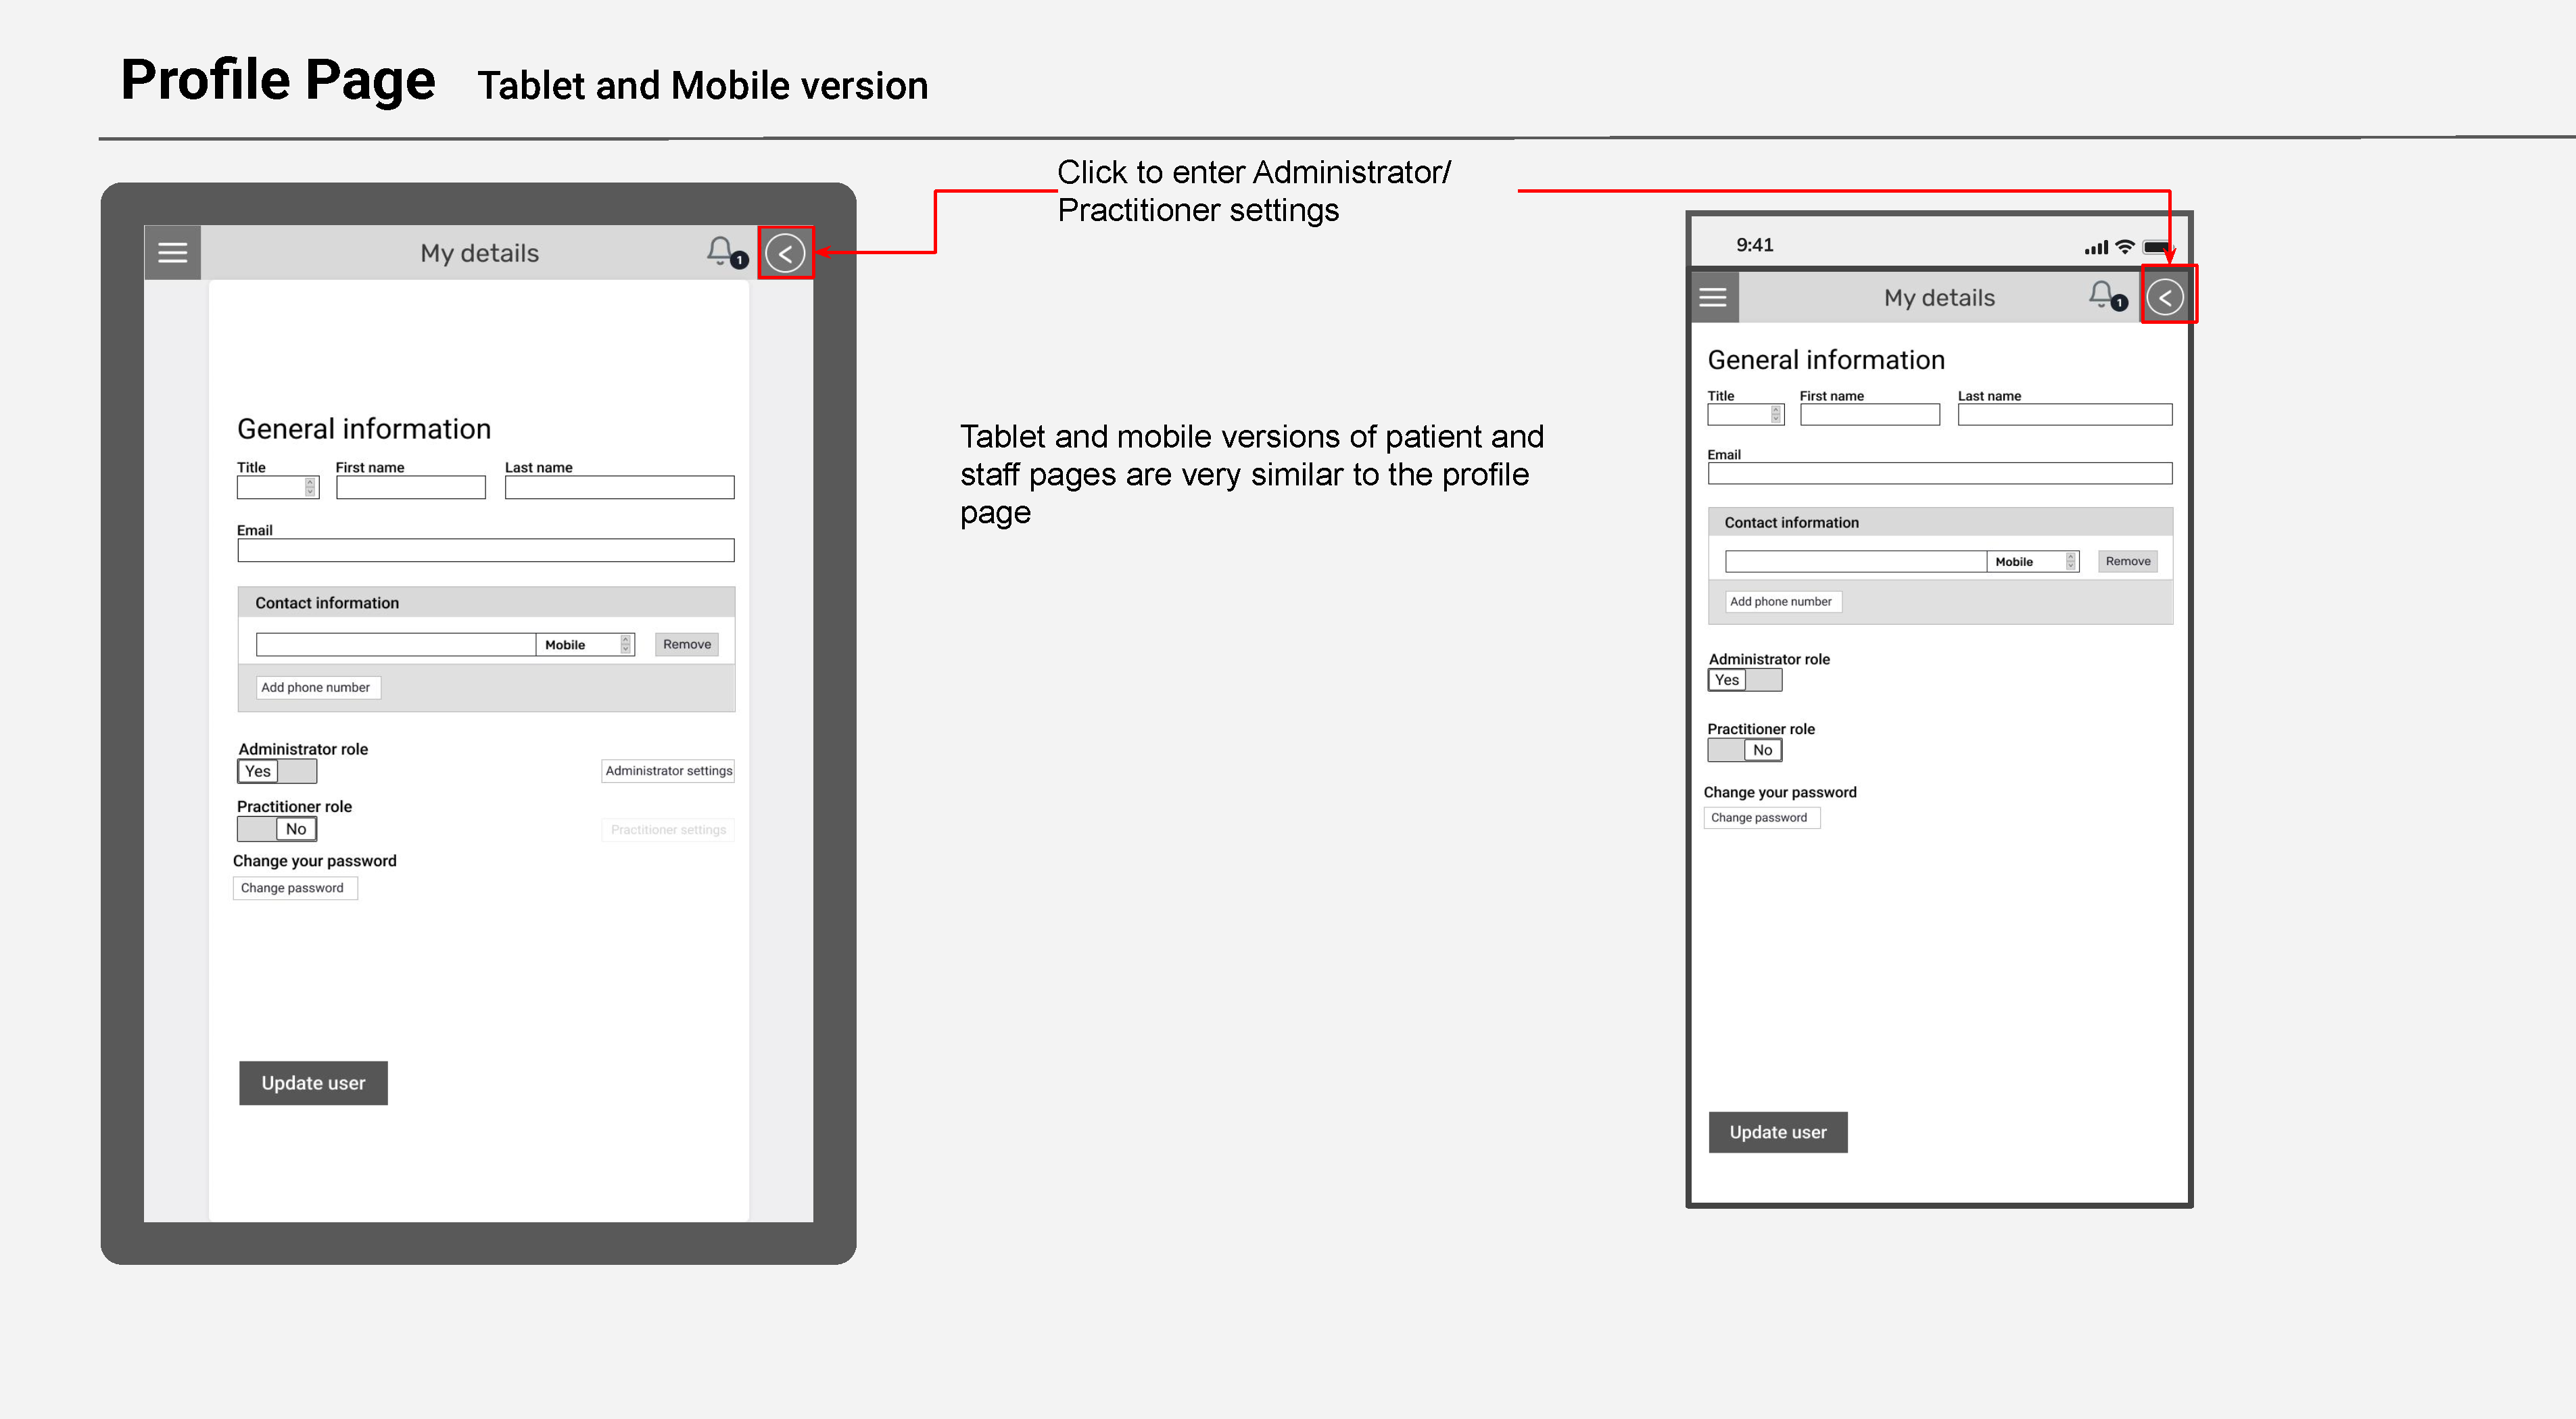 Profile Page Tablet and Mobile version
Click to enter Administrator/
Practitioner settings
My details
1
<
General information
Title First name Last name
Email
Contact information
Mobile Remove
Add phone number
Administrator role
Yes Administrator settings
Practitioner role
No Practitioner settings
Change your password
Change password
Update user
Tablet and mobile versions of patient and
staff pages are very similar to the profile
page
9:41
My details
1
<
General information
Title First name Last name
Email
Contact information
Mobile Remove
Add phone number
Administrator role
Yes
Practitioner role
No
Change your password
Change password
Update user